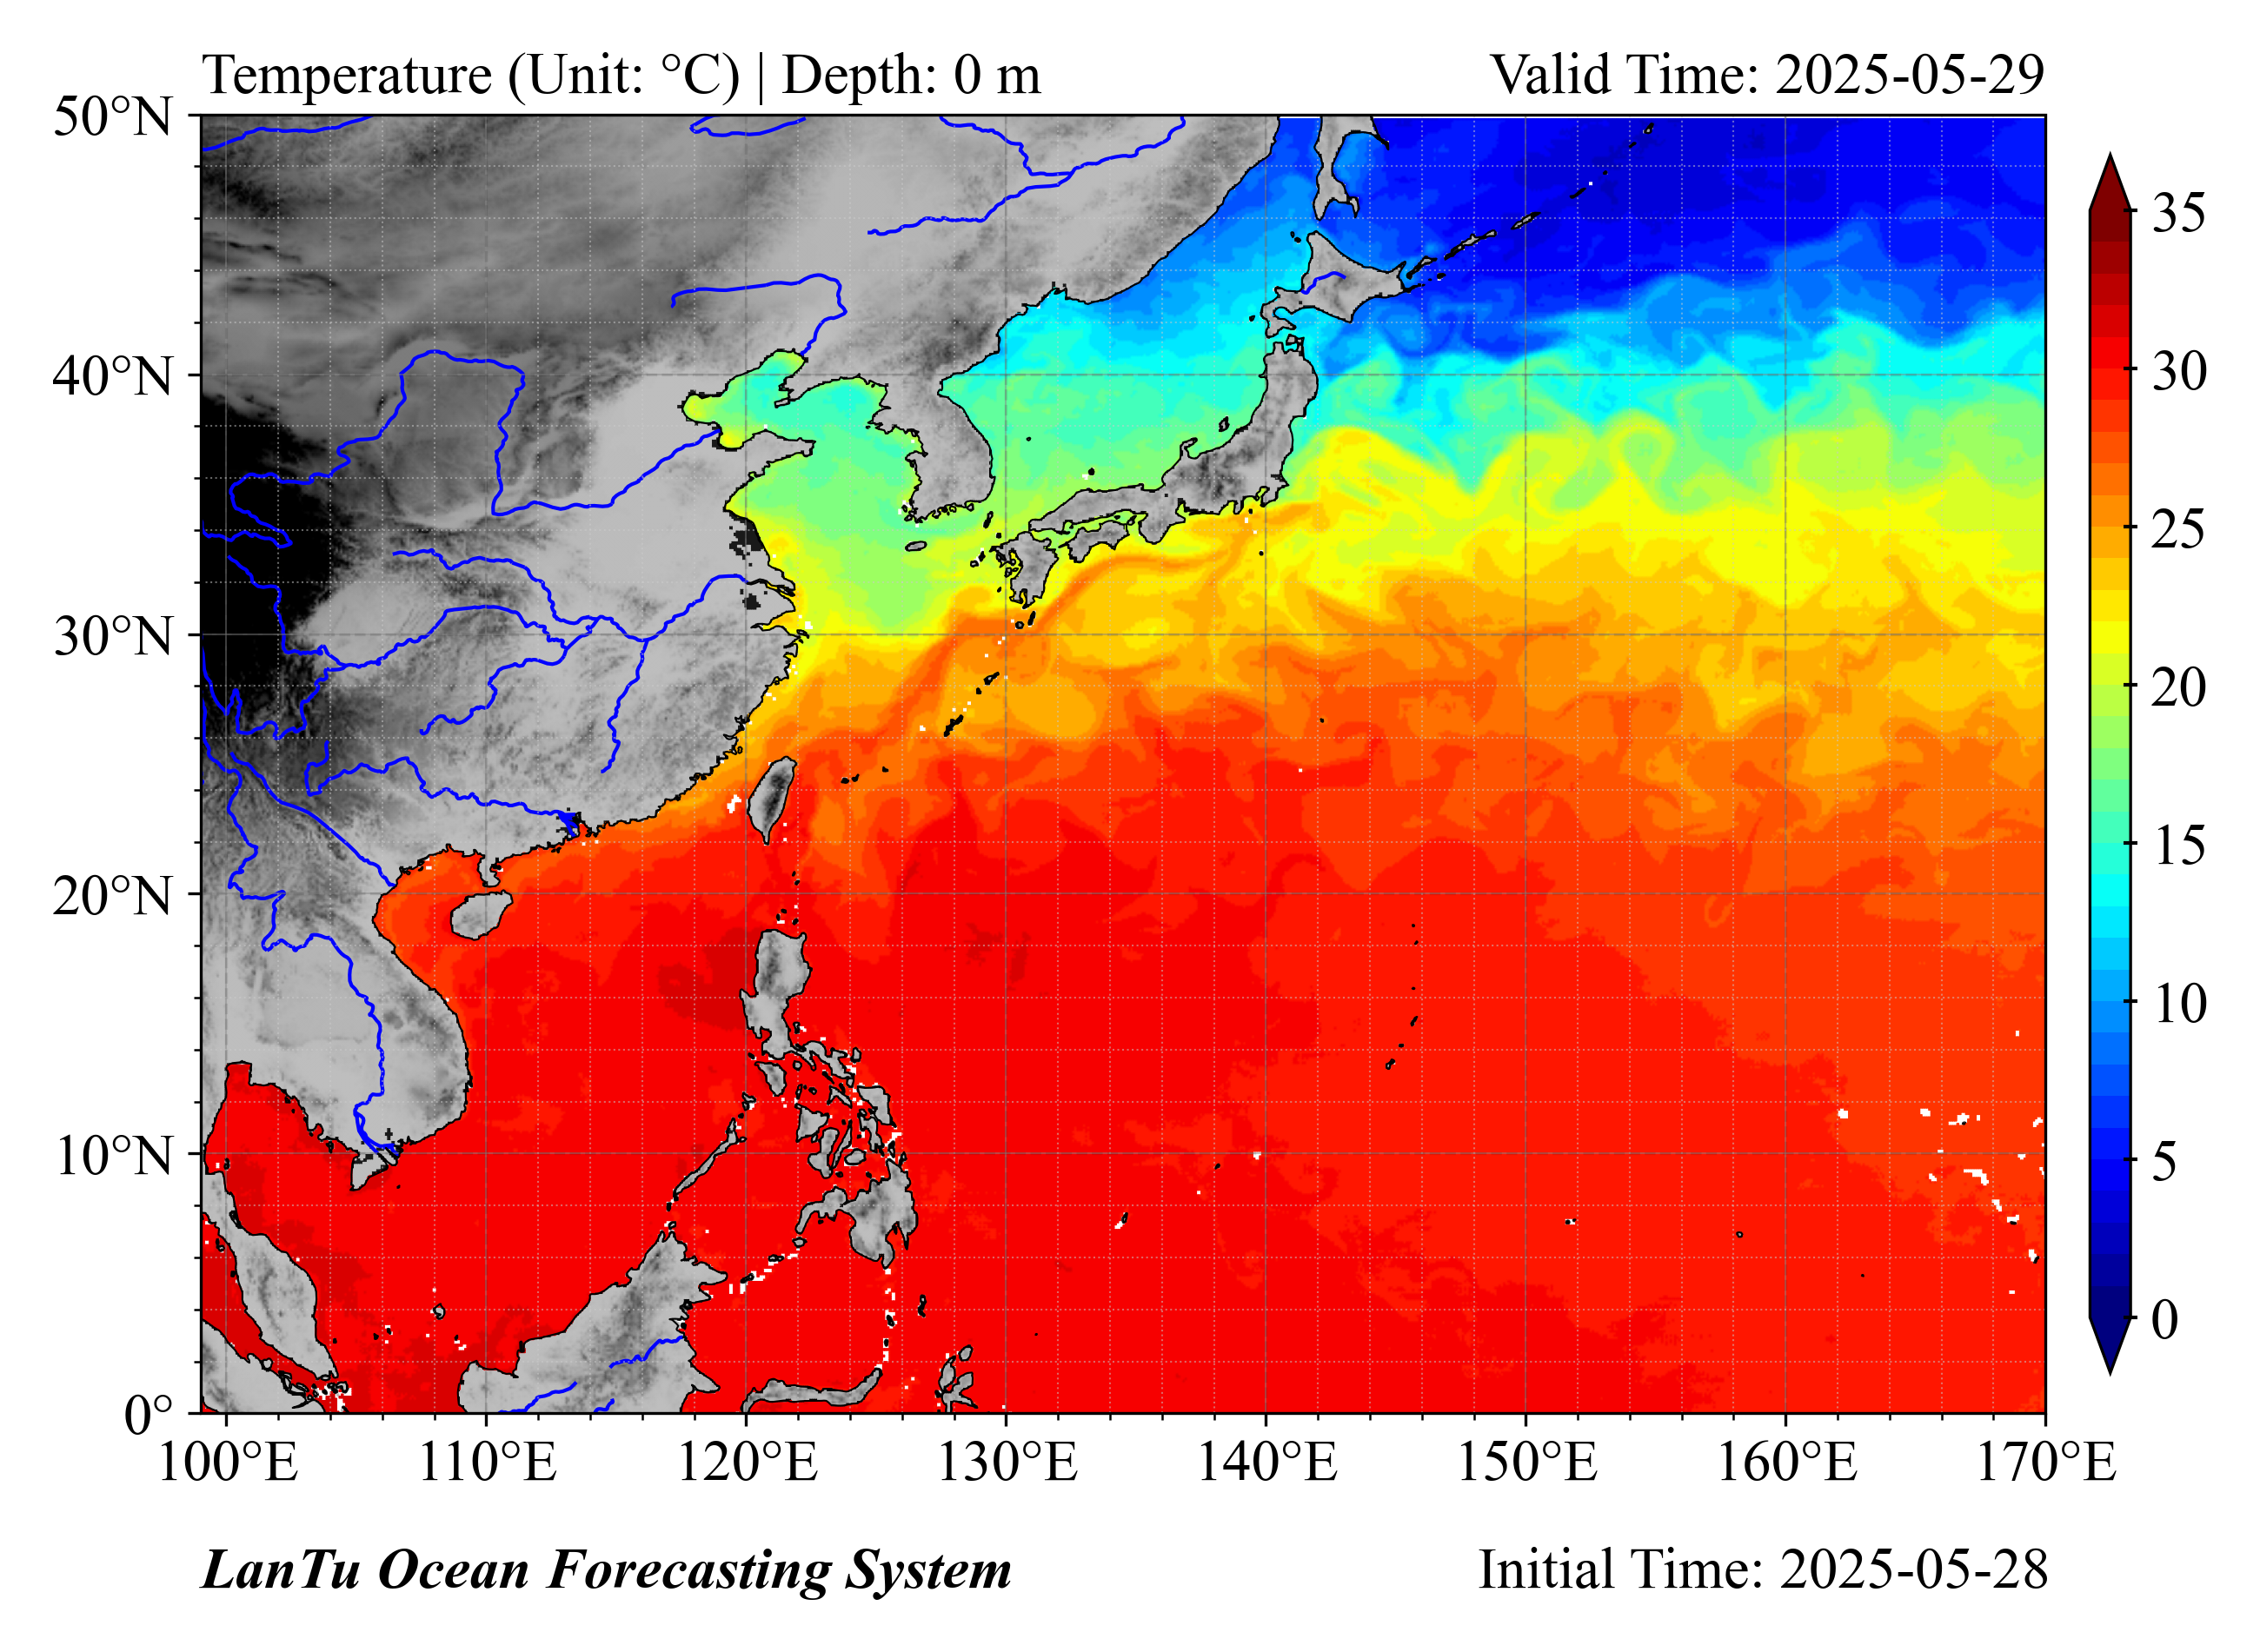 Temperature (Unit: °C) | Depth: 0 m
Valid Time: 2025-05-29
50°N
40°N
30°N
20°N
10°N
0°
100°E
110°E
120°E
130°E
140°E
150°E
160°E
170°E
35
30
25
20
15
10
5
0
LanTu Ocean Forecasting System
Initial Time: 2025-05-28